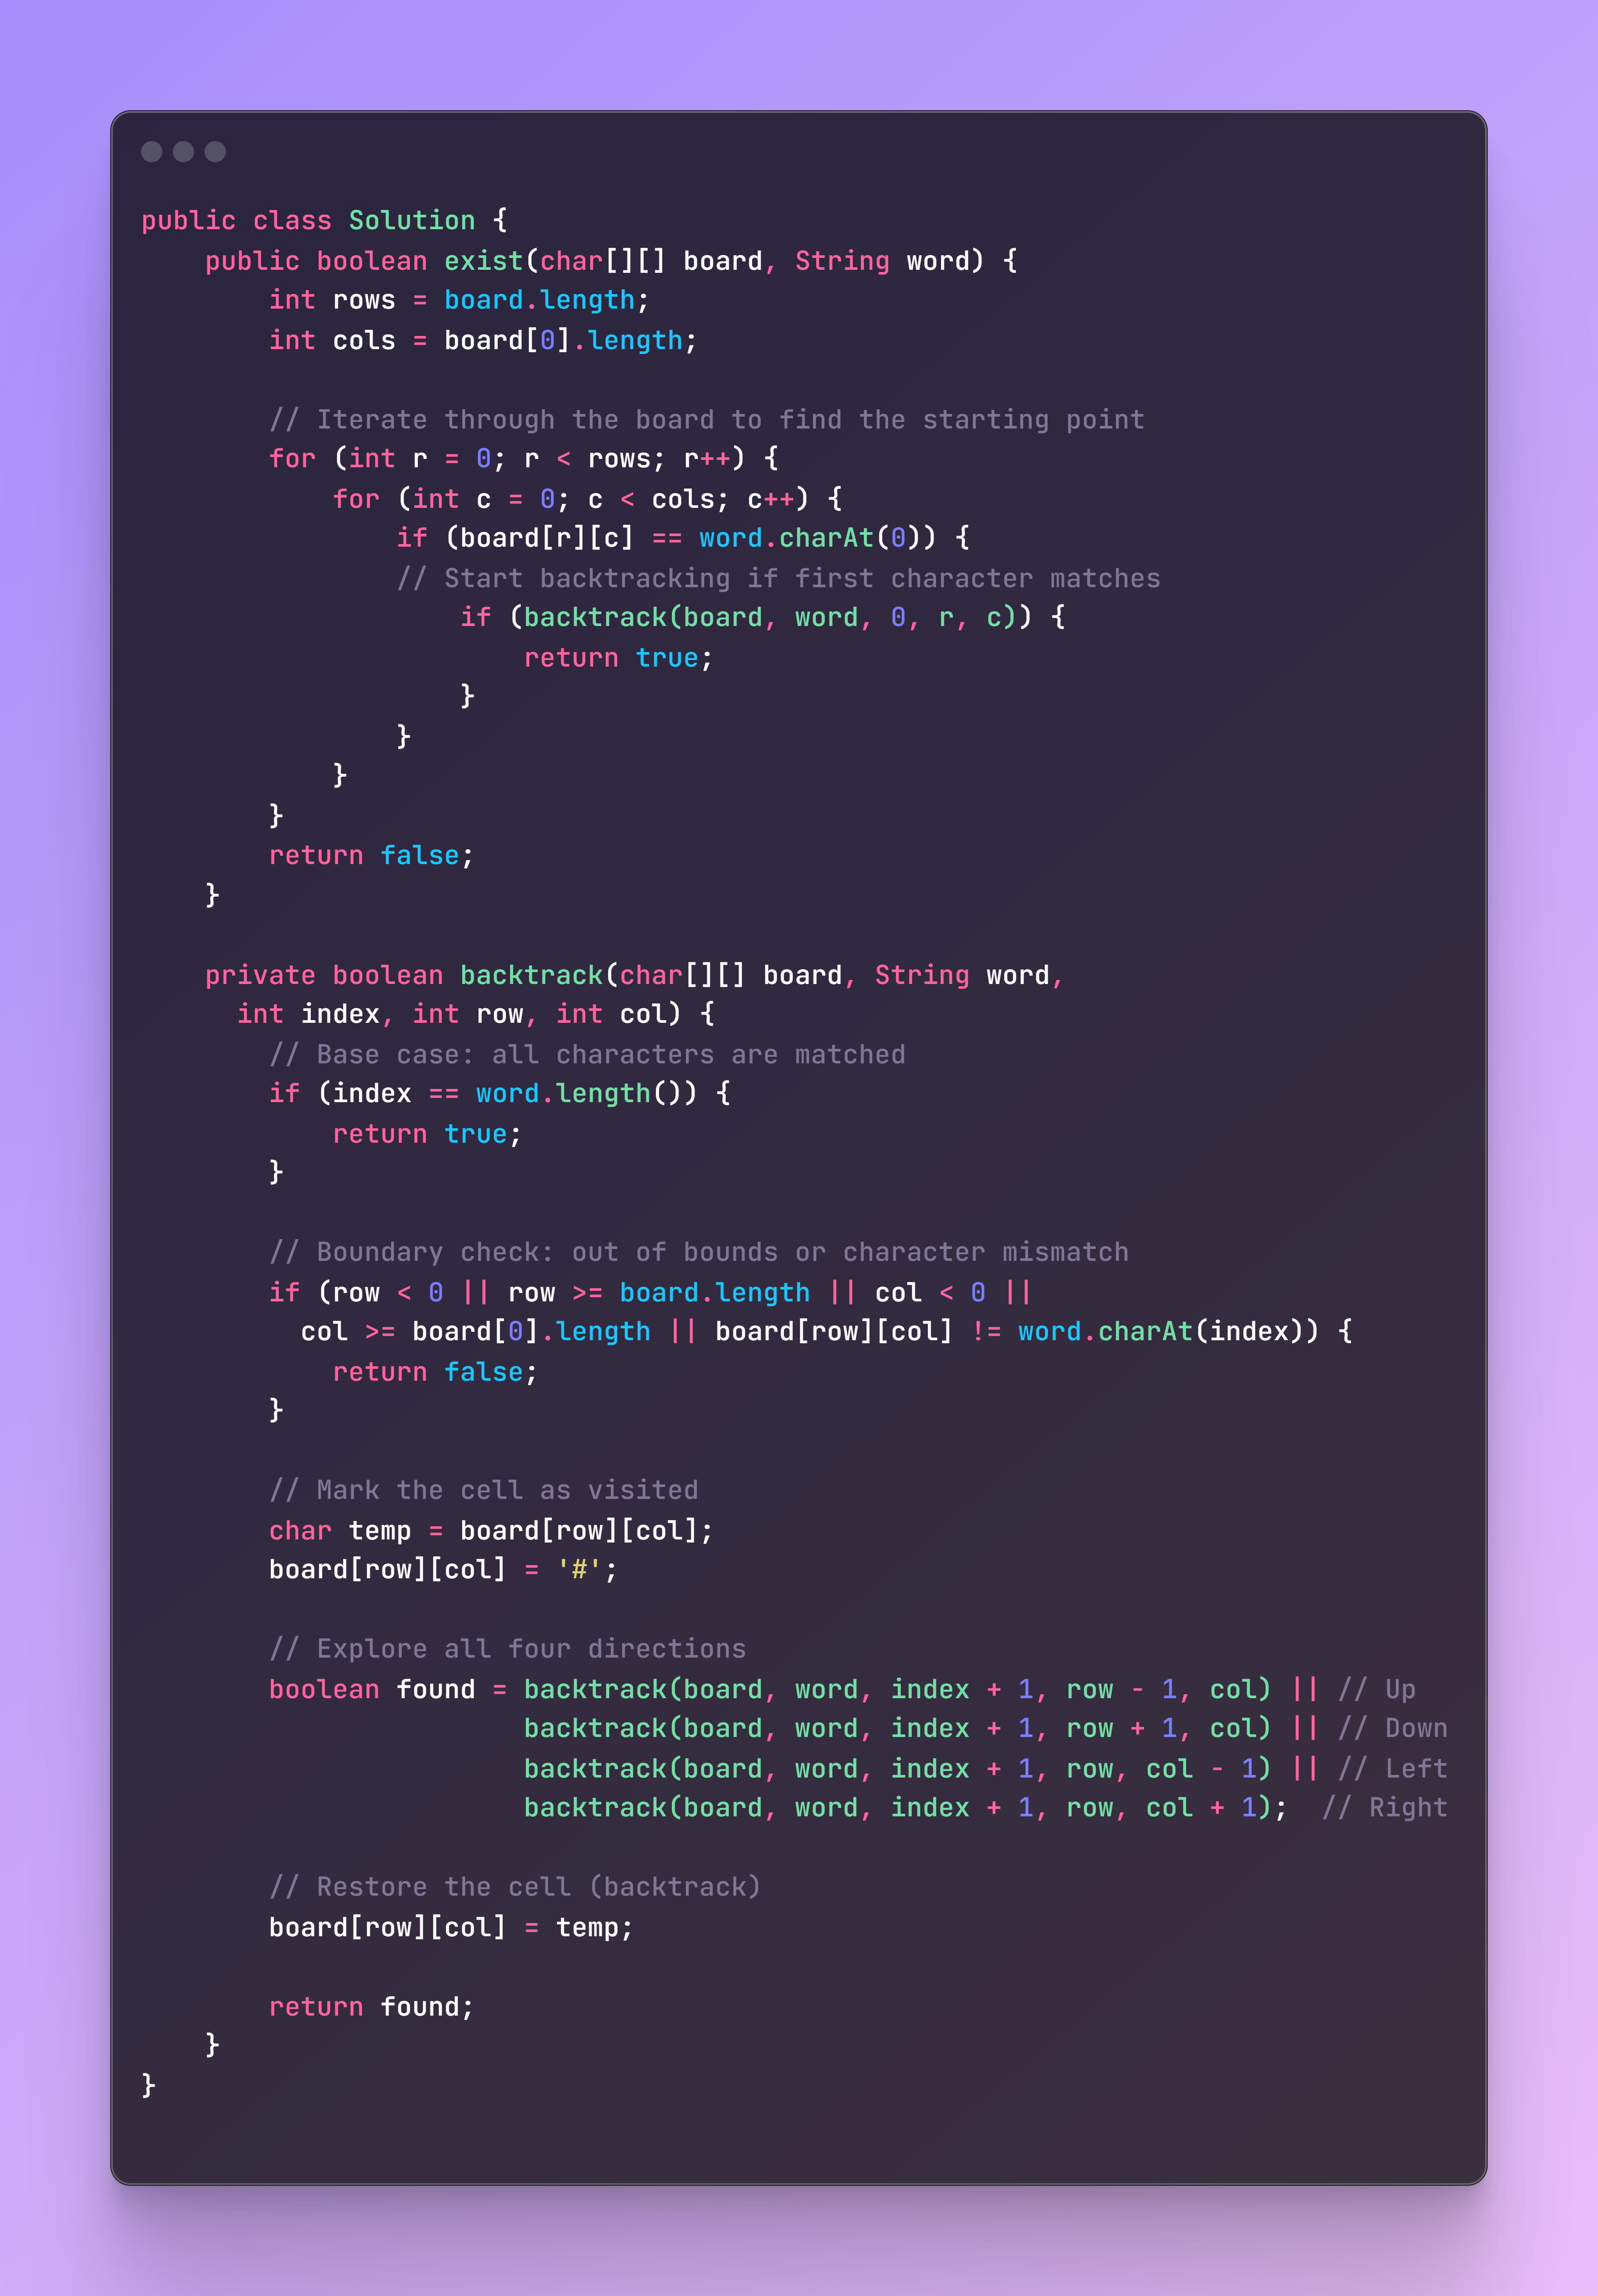 public class Solution {
    public boolean exist(char[][] board, String word) {
        int rows = board.length;
        int cols = board[0].length;

        // Iterate through the board to find the starting point
        for (int r = 0; r < rows; r++) {
            for (int c = 0; c < cols; c++) {
                if (board[r][c] == word.charAt(0)) {
                // Start backtracking if first character matches
                    if (backtrack(board, word, 0, r, c)) {
                        return true;
                    }
                }
            }
        }
        return false;
    }

    private boolean backtrack(char[][] board, String word,
      int index, int row, int col) {
        // Base case: all characters are matched
        if (index == word.length()) {
            return true;
        }

        // Boundary check: out of bounds or character mismatch
        if (row < 0 || row >= board.length || col < 0 ||
          col >= board[0].length || board[row][col] != word.charAt(index)) {
            return false;
        }

        // Mark the cell as visited
        char temp = board[row][col];
        board[row][col] = '#';

        // Explore all four directions
        boolean found = backtrack(board, word, index + 1, row - 1, col) || // Up
                        backtrack(board, word, index + 1, row + 1, col) || // Down
                        backtrack(board, word, index + 1, row, col - 1) || // Left
                        backtrack(board, word, index + 1, row, col + 1);  // Right

        // Restore the cell (backtrack)
        board[row][col] = temp;

        return found;
    }
}